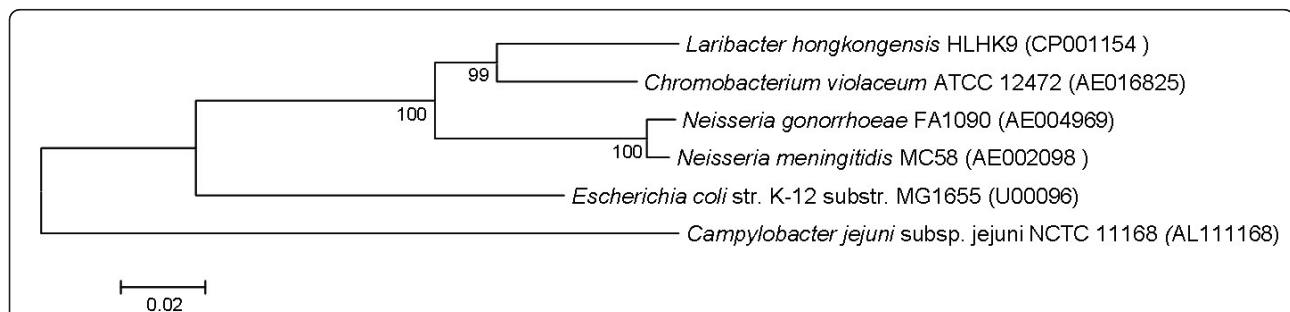 Laribacter hongkongensis HLHK9 (CP001154 )
99
Chromobacterium violaceum ATCC 12472 (AE016825)
100
Neisseria gonorrhoeae FA1090 (AE004969)
100
Neisseria meningitidis MC58 (AE002098 )
Escherichia coli str. K-12 substr. MG1655 (U00096)
Campylobacter jejuni subsp. jejuni NCTC 11168 (AL111168)
0.02